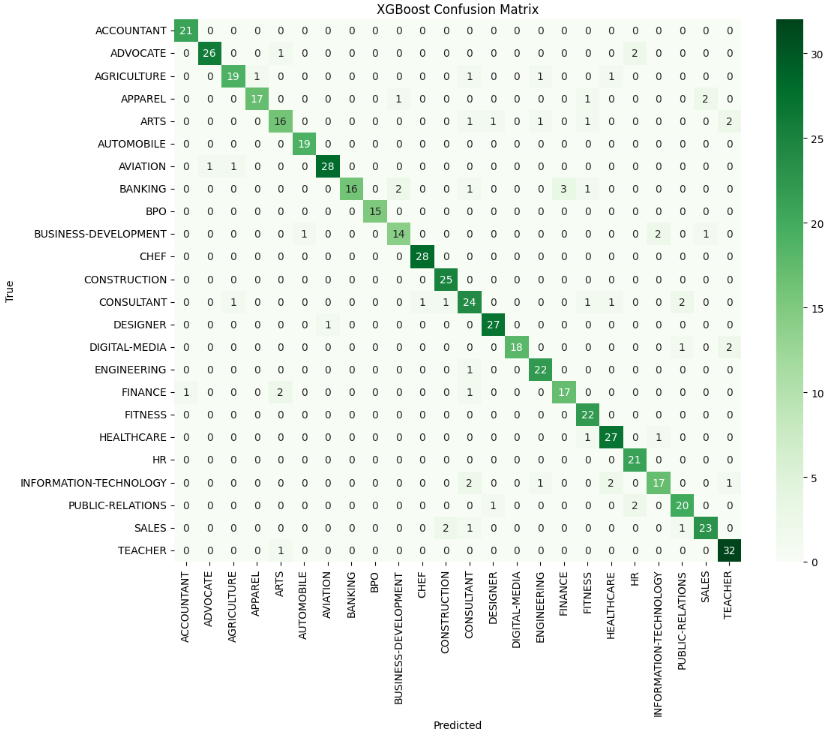 XGBoost Confusion Matrix
True
ACCOUNTANT 21 0 0 0 0 0 0 0 0 0 0 0 0 0 0 0 0 0 0 0 0 0 0 0
ADVOCATE 0 26 0 0 1 0 0 0 0 0 0 0 0 0 0 0 0 0 0 2 0 0 0 0
AGRICULTURE 0 0 19 1 0 0 0 0 0 0 0 0 1 0 0 1 0 0 1 0 0 0 0 0
APPAREL 0 0 0 17 0 0 0 0 0 1 0 0 0 0 0 0 0 1 0 0 0 0 2 0
ARTS 0 0 0 0 16 0 0 0 0 0 0 0 1 1 0 1 0 1 0 0 0 0 0 2
AUTOMOBILE 0 0 0 0 0 19 0 0 0 0 0 0 0 0 0 0 0 0 0 0 0 0 0 0
AVIATION 0 1 1 0 0 0 28 0 0 0 0 0 0 0 0 0 0 0 0 0 0 0 0 0
BANKING 0 0 0 0 0 0 0 16 0 2 0 0 1 0 0 0 3 1 0 0 0 0 0 0
BPO 0 0 0 0 0 0 0 0 15 0 0 0 0 0 0 0 0 0 0 0 0 0 0 0
BUSINESS-DEVELOPMENT 0 0 0 0 0 1 0 0 0 14 0 0 0 0 0 0 0 0 0 0 2 0 1 0
CHEF 0 0 0 0 0 0 0 0 0 0 28 0 0 0 0 0 0 0 0 0 0 0 0 0
CONSTRUCTION 0 0 0 0 0 0 0 0 0 0 0 25 0 0 0 0 0 0 0 0 0 0 0 0
CONSULTANT 0 0 1 0 0 0 0 0 0 0 1 1 24 0 0 0 0 1 1 0 0 2 0 0
DESIGNER 0 0 0 0 0 0 1 0 0 0 0 0 0 27 0 0 0 0 0 0 0 0 0 0
DIGITAL-MEDIA 0 0 0 0 0 0 0 0 0 0 0 0 0 0 18 0 0 0 0 0 0 1 0 2
ENGINEERING 0 0 0 0 0 0 0 0 0 0 0 0 1 0 0 22 0 0 0 0 0 0 0 0
FINANCE 1 0 0 0 2 0 0 0 0 0 0 0 1 0 0 0 17 0 0 0 0 0 0 0
FITNESS 0 0 0 0 0 0 0 0 0 0 0 0 0 0 0 0 0 22 0 0 0 0 0 0
HEALTHCARE 0 0 0 0 0 0 0 0 0 0 0 0 0 0 0 0 0 1 27 0 1 0 0 0
HR 0 0 0 0 0 0 0 0 0 0 0 0 0 0 0 0 0 0 0 21 0 0 0 0
INFORMATION-TECHNOLOGY 0 0 0 0 0 0 0 0 0 0 0 0 2 0 0 1 0 0 2 0 17 0 0 1
PUBLIC-RELATIONS 0 0 0 0 0 0 0 0 0 0 0 0 0 1 0 0 0 0 0 2 0 20 0 0
SALES 0 0 0 0 0 0 0 0 0 0 0 2 1 0 0 0 0 0 0 0 0 1 23 0
TEACHER 0 0 0 0 1 0 0 0 0 0 0 0 0 0 0 0 0 0 0 0 0 0 0 32
ACCOUNTANT
ADVOCATE
AGRICULTURE
APPAREL
ARTS
AUTOMOBILE
AVIATION
BANKING
BPO
BUSINESS-DEVELOPMENT
CHEF
CONSTRUCTION
CONSULTANT
DESIGNER
DIGITAL-MEDIA
ENGINEERING
FINANCE
FITNESS
HEALTHCARE
HR
INFORMATION-TECHNOLOGY
PUBLIC-RELATIONS
SALES
TEACHER
Predicted
30
25
20
15
10
5
0